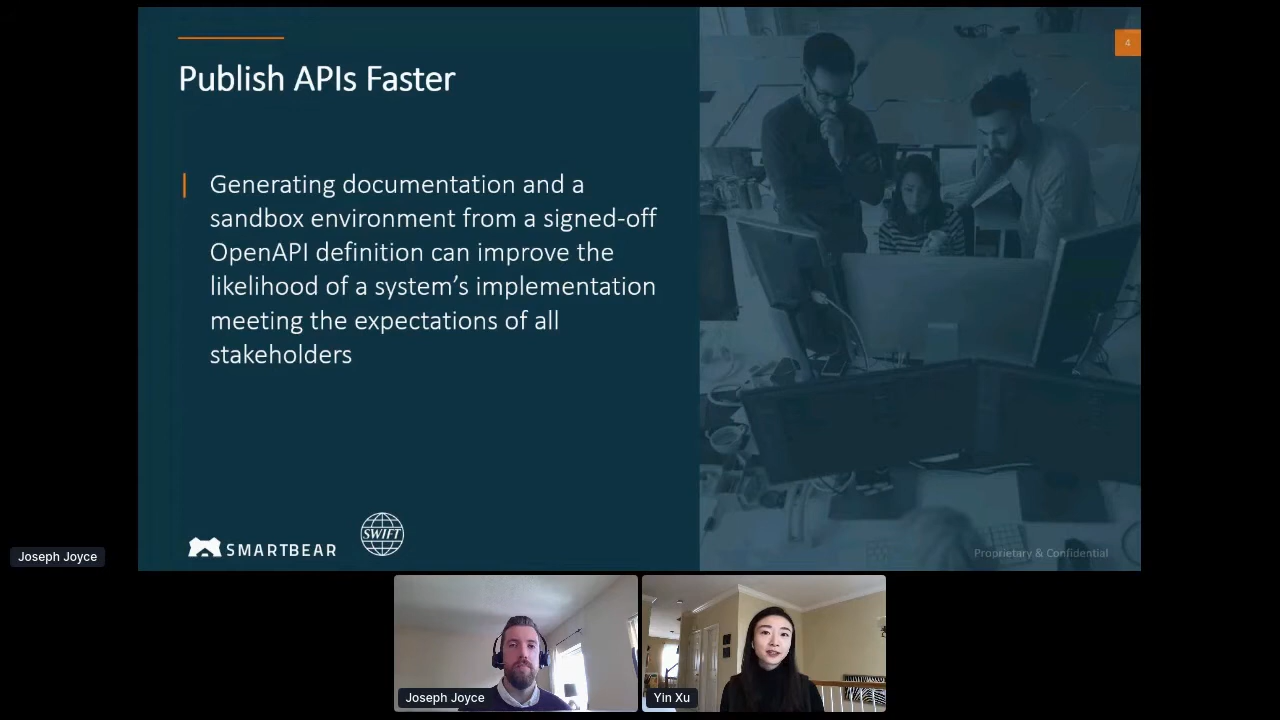 4
Publish APIs Faster
Generating documentation and a
sandbox environment from a signed-off
OpenAPI definition can improve the
likelihood of a system’s implementation
meeting the expectations of all
stakeholders
SMARTBEAR
SWIFT
Proprietary & Confidential
Joseph Joyce
Joseph Joyce
Yin Xu